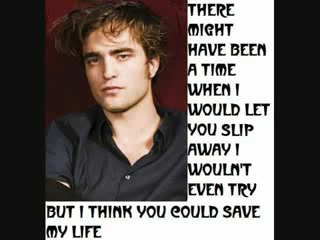 THERE
MIGHT
HAVE BEEN
A TIME
WHEN I
WOULD LET
YOU SLIP
AWAY I
WOULN'T
EVEN TRY
BUT I THINK YOU COULD SAVE
MY LIFE